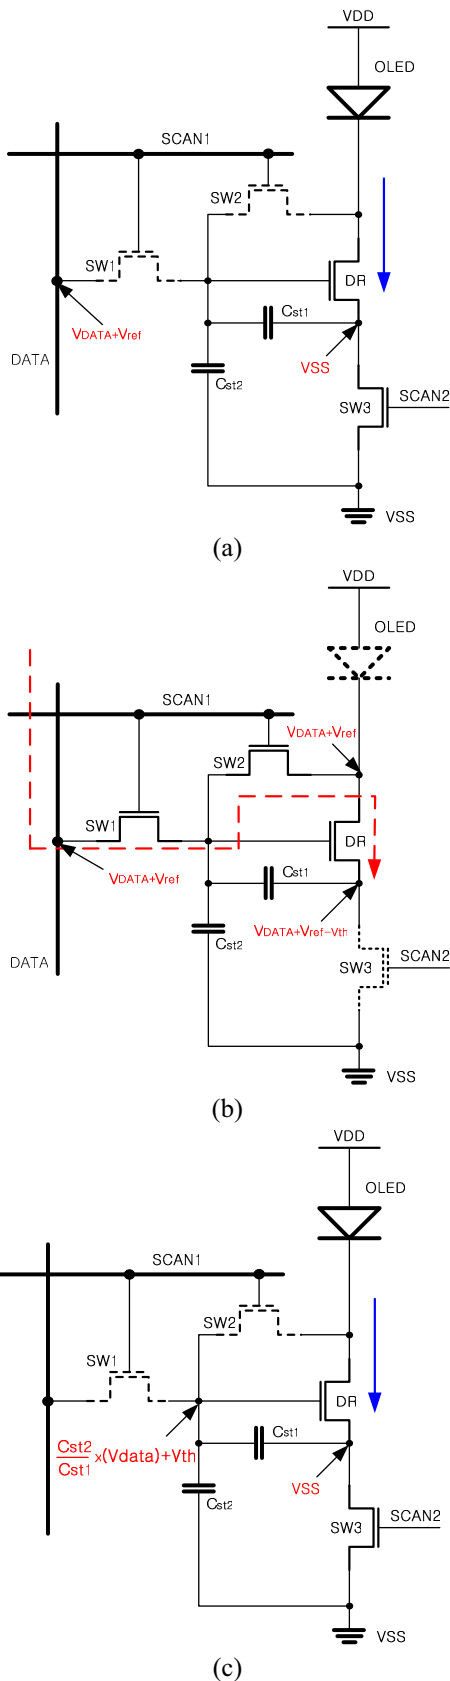 VDD
OLED
SCAN1
SW2
SW1
DR
VDATA+Vref
Cst1
DATA
VSS
Cst2
SCAN2
SW3
VSS
(a)
VDD
OLED
SCAN1
VDATA+Vref
SW2
SW1
DR
VDATA+Vref
Cst1
VDATA+Vref-Vth
Cst2
DATA
SCAN2
SW3
VSS
(b)
VDD
OLED
SCAN1
SW2
SW1
DR
Cst1
Cst2/Cst1 x(Vdata)+Vth
VSS
Cst2
SCAN2
SW3
VSS
(c)